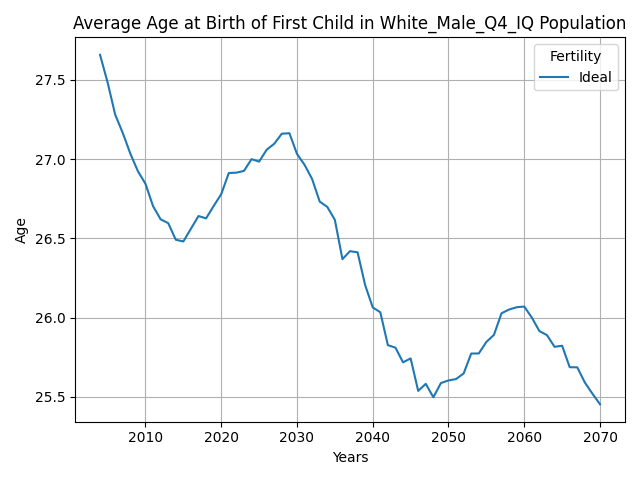 Average Age at Birth of First Child in White_Male_Q4_IQ Population
Fertility
Ideal
27.5
27.0
26.5
26.0
25.5
Age
2010 2020 2030 2040 2050 2060 2070
Years